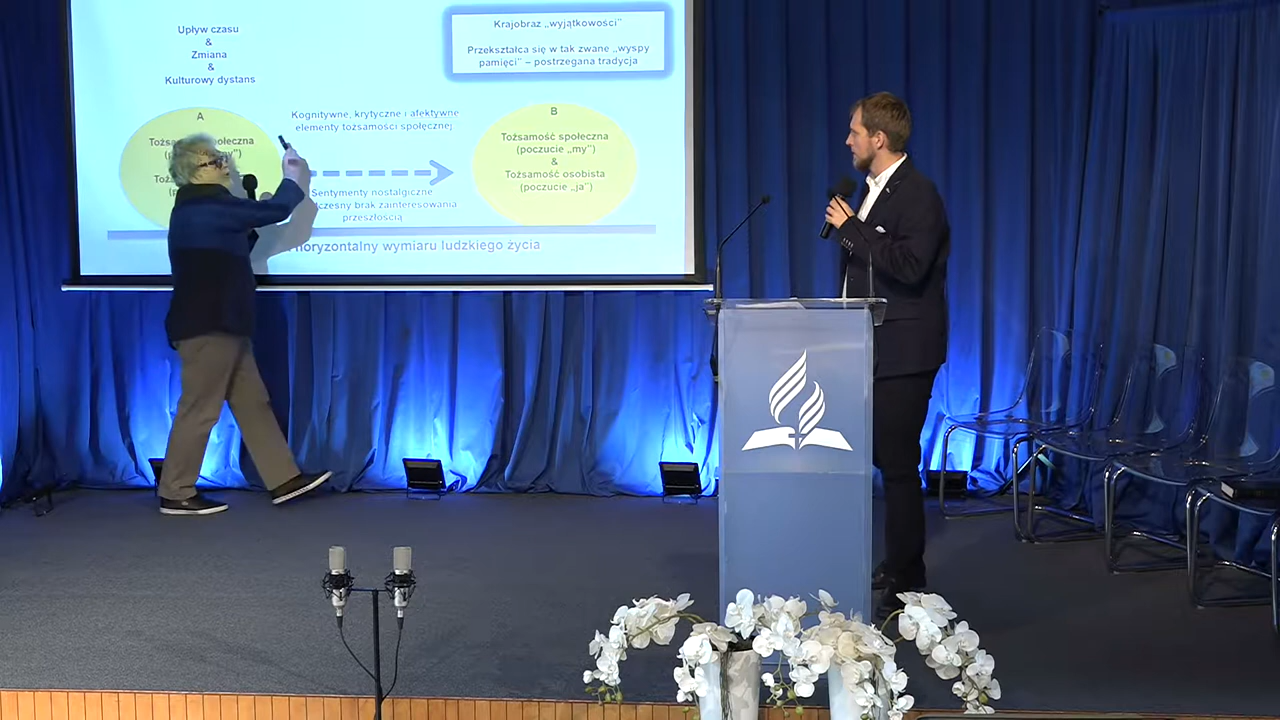 Upływ czasu
&
Zmiana
&
Kulturowy dystans
Krajobraz „wyjątkowości”
Przekształca się w tak zwane „wyspy
pamięci” – postrzegana tradycja
A
Kognitywne, krytyczne i afektywne
elementy tożsamości społęcznej
B
Tożsamość społeczna
(poczucie „my”)
&
Tożsamość osobista
(poczucie „ja”)
Sentymenty nostalgiczne
brak zainteresowania
przeszłością
horyzontalny wymiaru ludzkiego życia